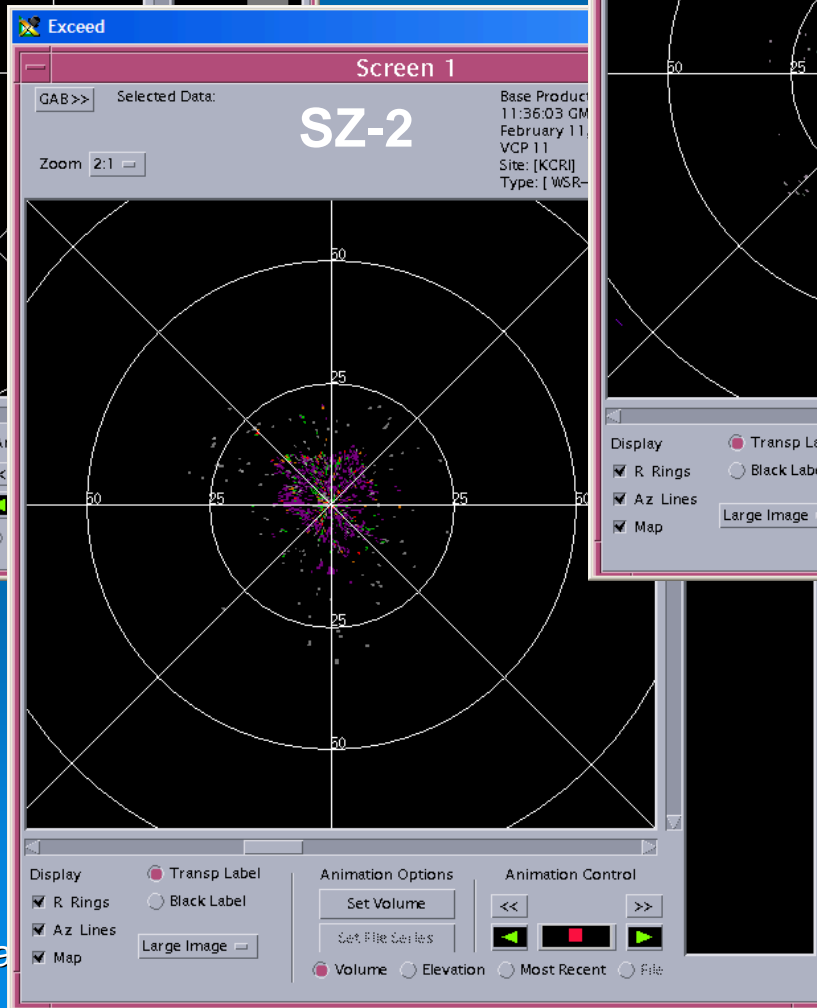 Exceed
Screen 1
GAB>>
Selected Data:
SZ-2
Base Product
11:36:03 GM
February 11,
VCP 11
Site: [KCRI]
Type: [ WSR-
Zoom 2:1
50
25
50 25 25 50
25
50
Display
Transp Label
R Rings
Black Label
Az Lines
Map
Large Image
Animation Options
Set Volume
Set File Series
Animation Control
<<
>>
Volume
Elevation
Most Recent
File
50 25
Display
Transp La
R Rings
Black Labe
Az Lines
Map
Large Image